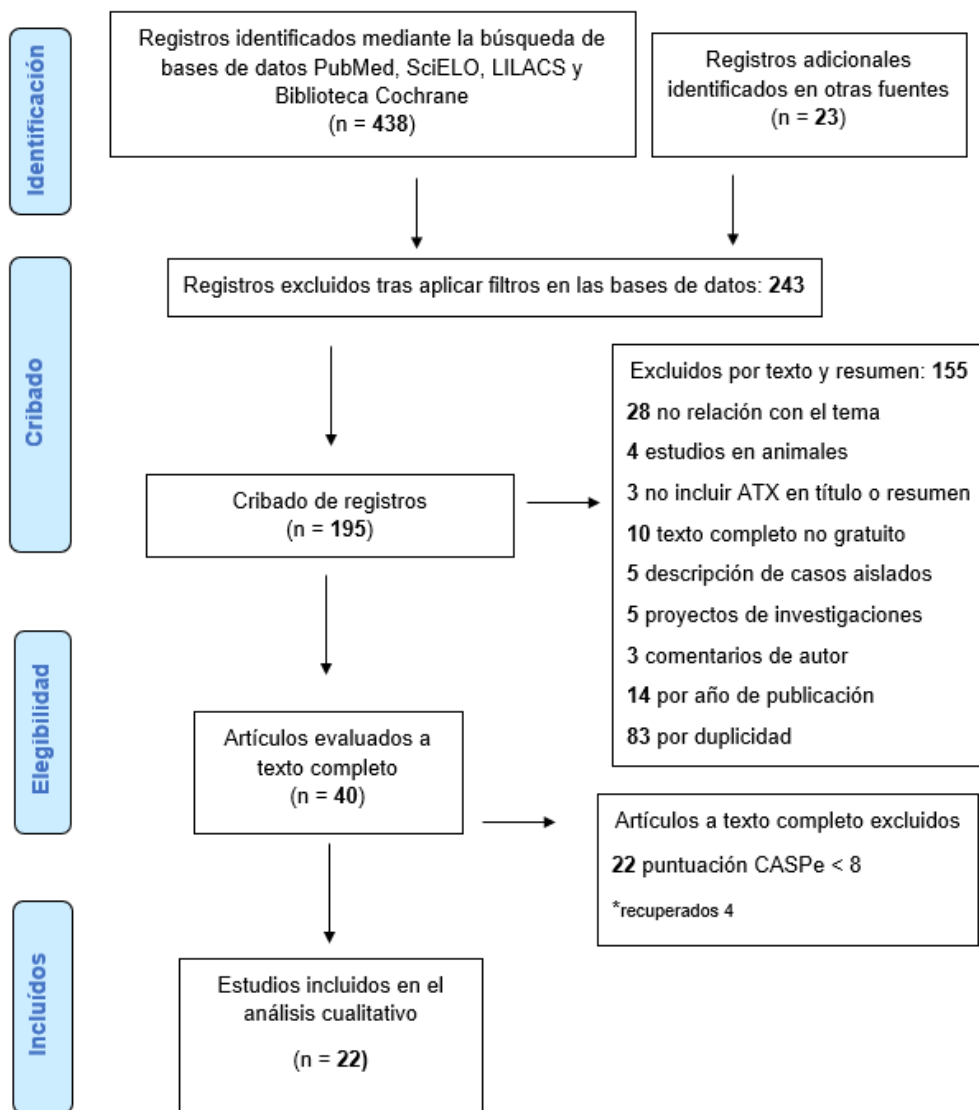 Identificación
Registros identificados mediante la búsqueda de
bases de datos PubMed, SciELO, LILACS y
Biblioteca Cochrane
(n = 438)
Registros adicionales
identificados en otras fuentes
(n = 23)
Cribado
Registros excluidos tras aplicar filtros en las bases de datos: 243
Cribado de registros
(n = 195)
Excluidos por texto y resumen: 155
28 no relación con el tema
4 estudios en animales
3 no incluir ATX en título o resumen
10 texto completo no gratuito
5 descripción de casos aislados
5 proyectos de investigaciones
3 comentarios de autor
14 por año de publicación
83 por duplicidad
Elegibilidad
Artículos evaluados a
texto completo
(n = 40)
Artículos a texto completo excluidos
22 puntuación CASPe < 8
*recuperados 4
Incluídos
Estudios incluidos en el
análisis cualitativo
(n = 22)